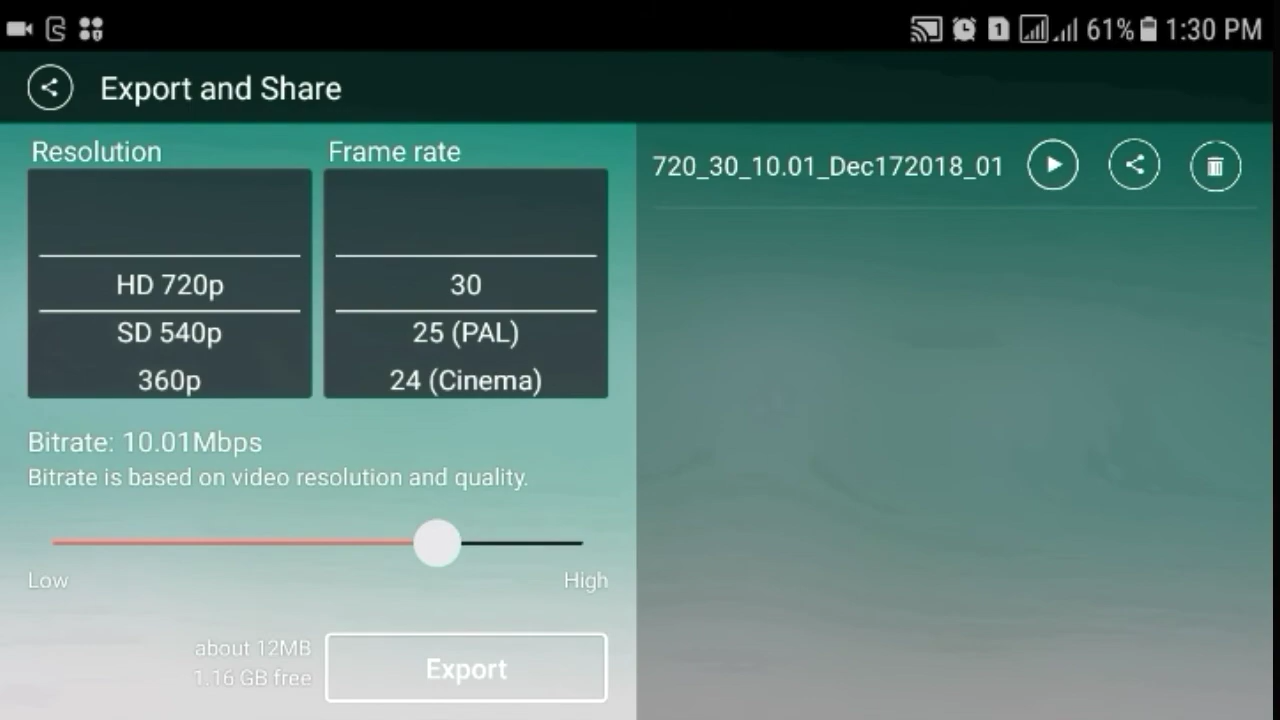 1 61% 1:30 PM
Export and Share
Resolution
HD 720p
SD 540p
360p
Frame rate
30
25 (PAL)
24 (Cinema)
Bitrate: 10.01Mbps
Bitrate is based on video resolution and quality.
Low
High
about 12MB
1.16 GB free
Export
720_30_10.01_Dec172018_01